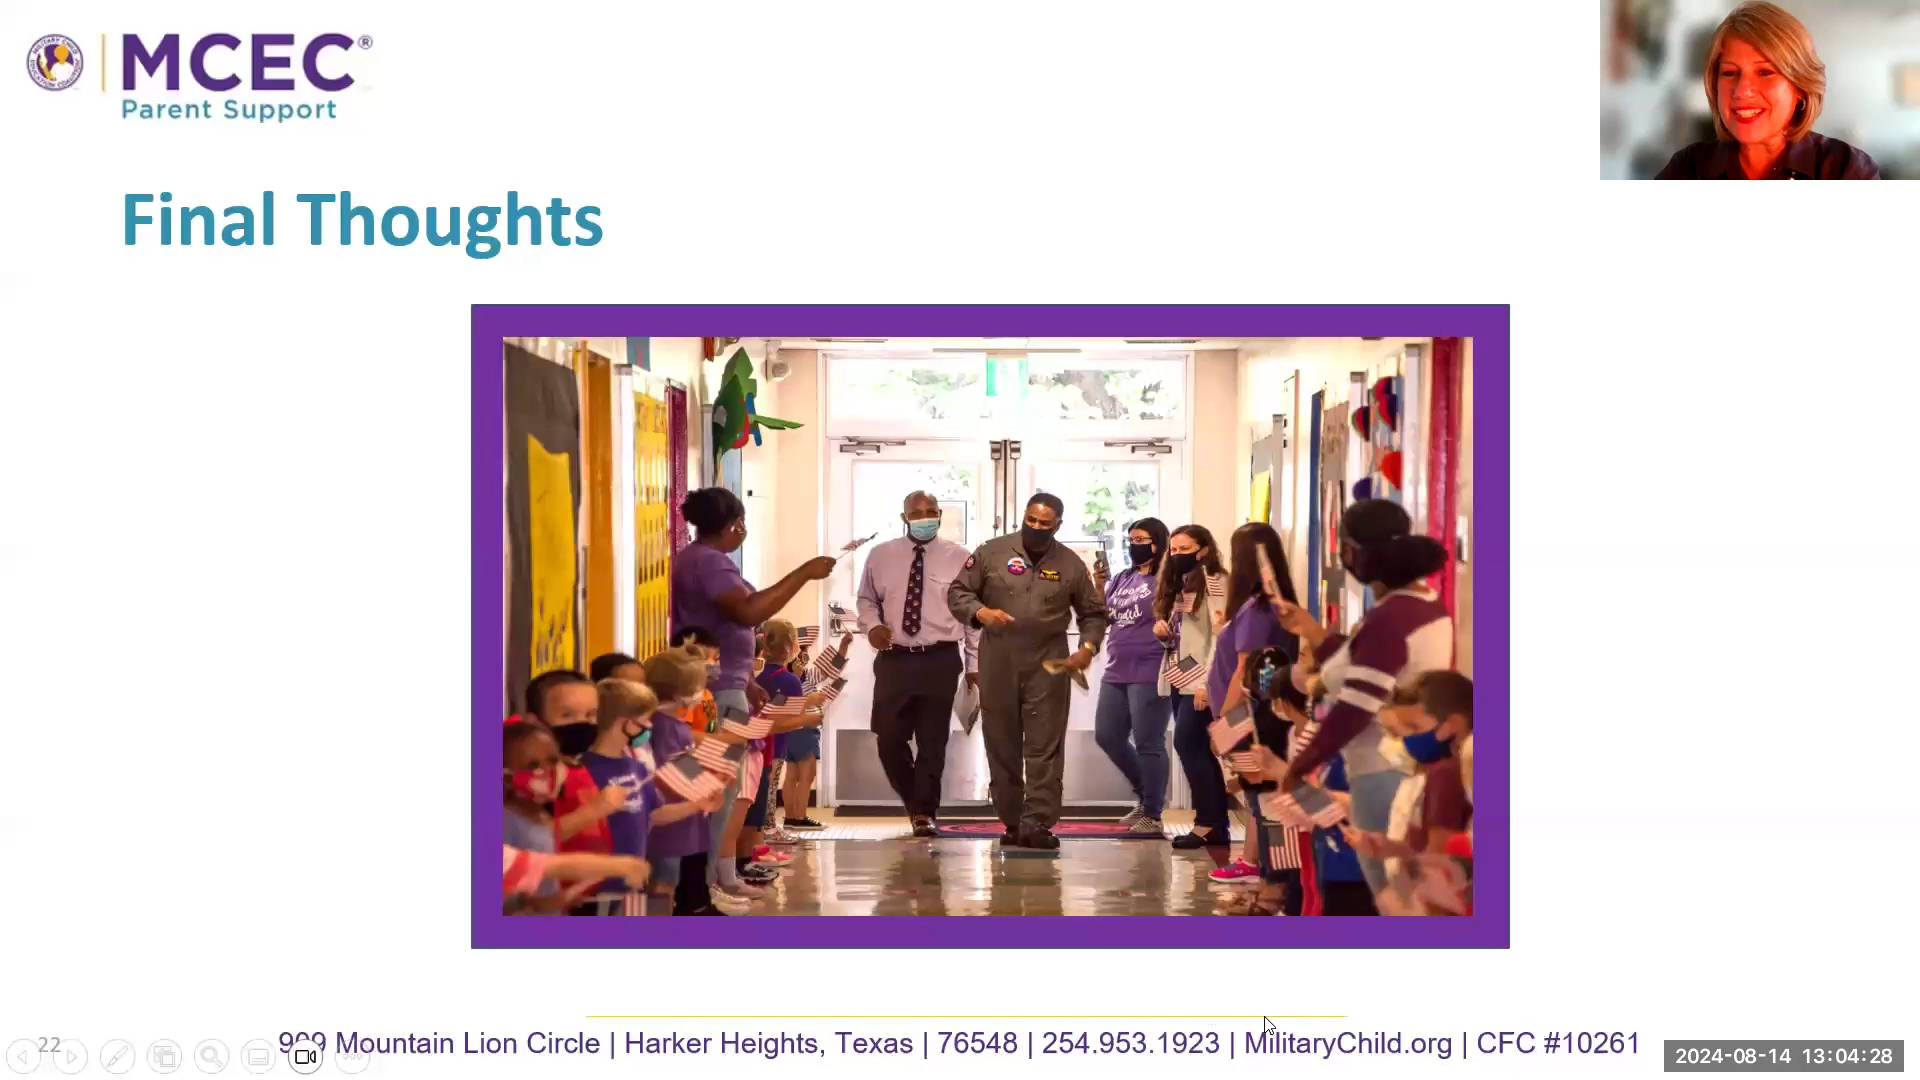 MCEC®
Parent Support
Final Thoughts
22
909 Mountain Lion Circle | Harker Heights, Texas | 76548 | 254.953.1923 | MilitaryChild.org | CFC #10261
2024-08-14 13:04:28